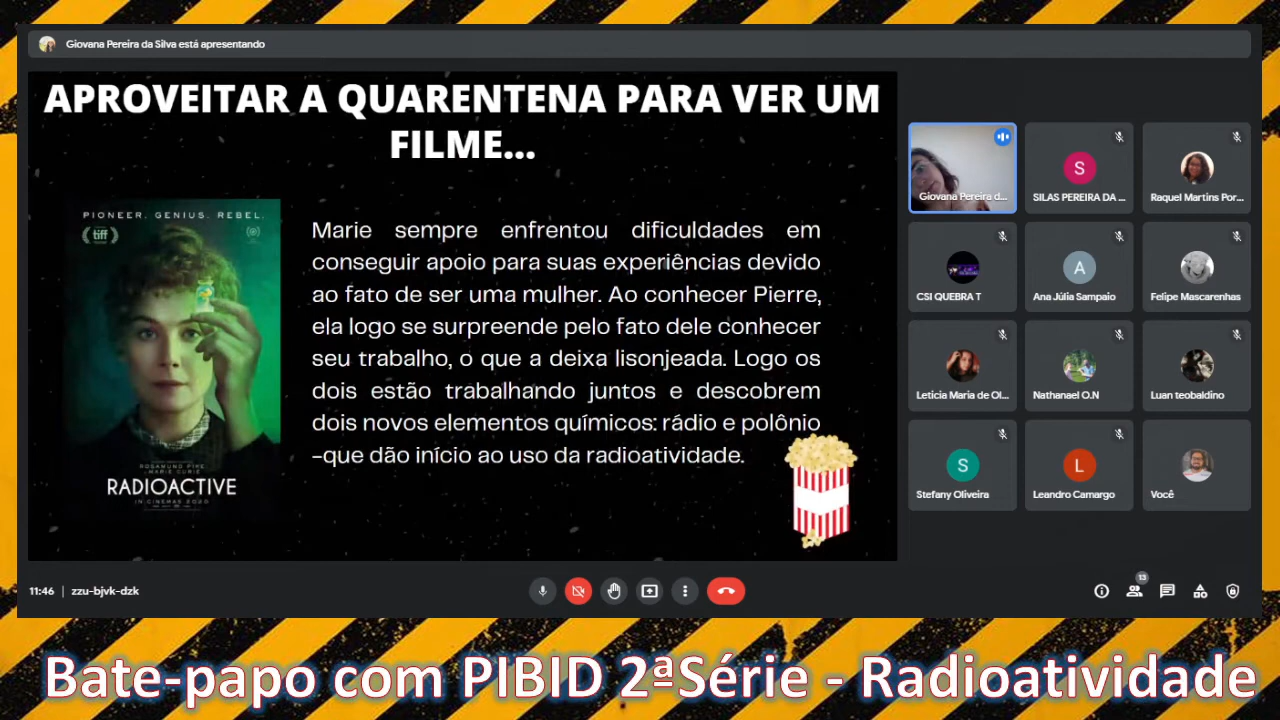 Giovana Pereira da Silva está apresentando
APROVEITAR A QUARENTENA PARA VER UM
FILME...
PIONEER. GENIUS. REBEL.
tiff
Marie sempre enfrentou dificuldades em
conseguir apoio para suas experiências devido
ao fato de ser uma mulher. Ao conhecer Pierre,
ela logo se surpreende pelo fato dele conhecer
seu trabalho, o que a deixa lisonjeada. Logo os
dois estão trabalhando juntos e descobrem
dois novos elementos químicos: rádio e polônio
-que dão início ao uso da radioatividade.
ROSAMUND PIKE
MARIE CURIE
RADIOACTIVE
IN CINEMAS 2020
Giovana Pereira d...
S
SILAS PEREIRA DA ...
Raquel Martins Por...
CSI QUEBRA T
A
Ana Júlia Sampaio
Felipe Mascarenhas
Leticia Maria de Ol...
Nathanael O.N
Luan teobaldino
S
Stefany Oliveira
L
Leandro Camargo
Você
11:46 | zzu-bjvk-dzk
13
Bate-papo com PIBID 2ªSérie - Radioatividade